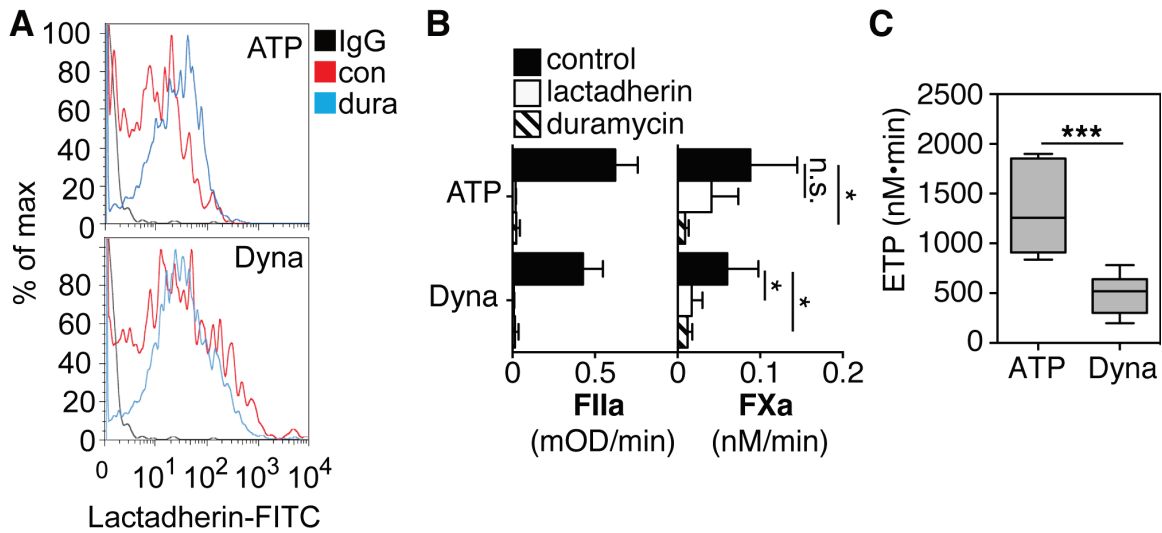 A
100
80
60
40
20
0
ATP
IgG
con
dura
% of max
80
60
40
20
0
Dyna
0 10¹ 10² 10³ 10⁴
Lactadherin-FITC
B
control
lactadherin
duramycin
ATP
Dyna
n.s.
*
*
*
0 0.5
0 0.1 0.2
FIIa
(mOD/min)
FXa
(nM/min)
C
ETP (nM•min)
2500
2000
1500
1000
500
0
***
ATP Dyna